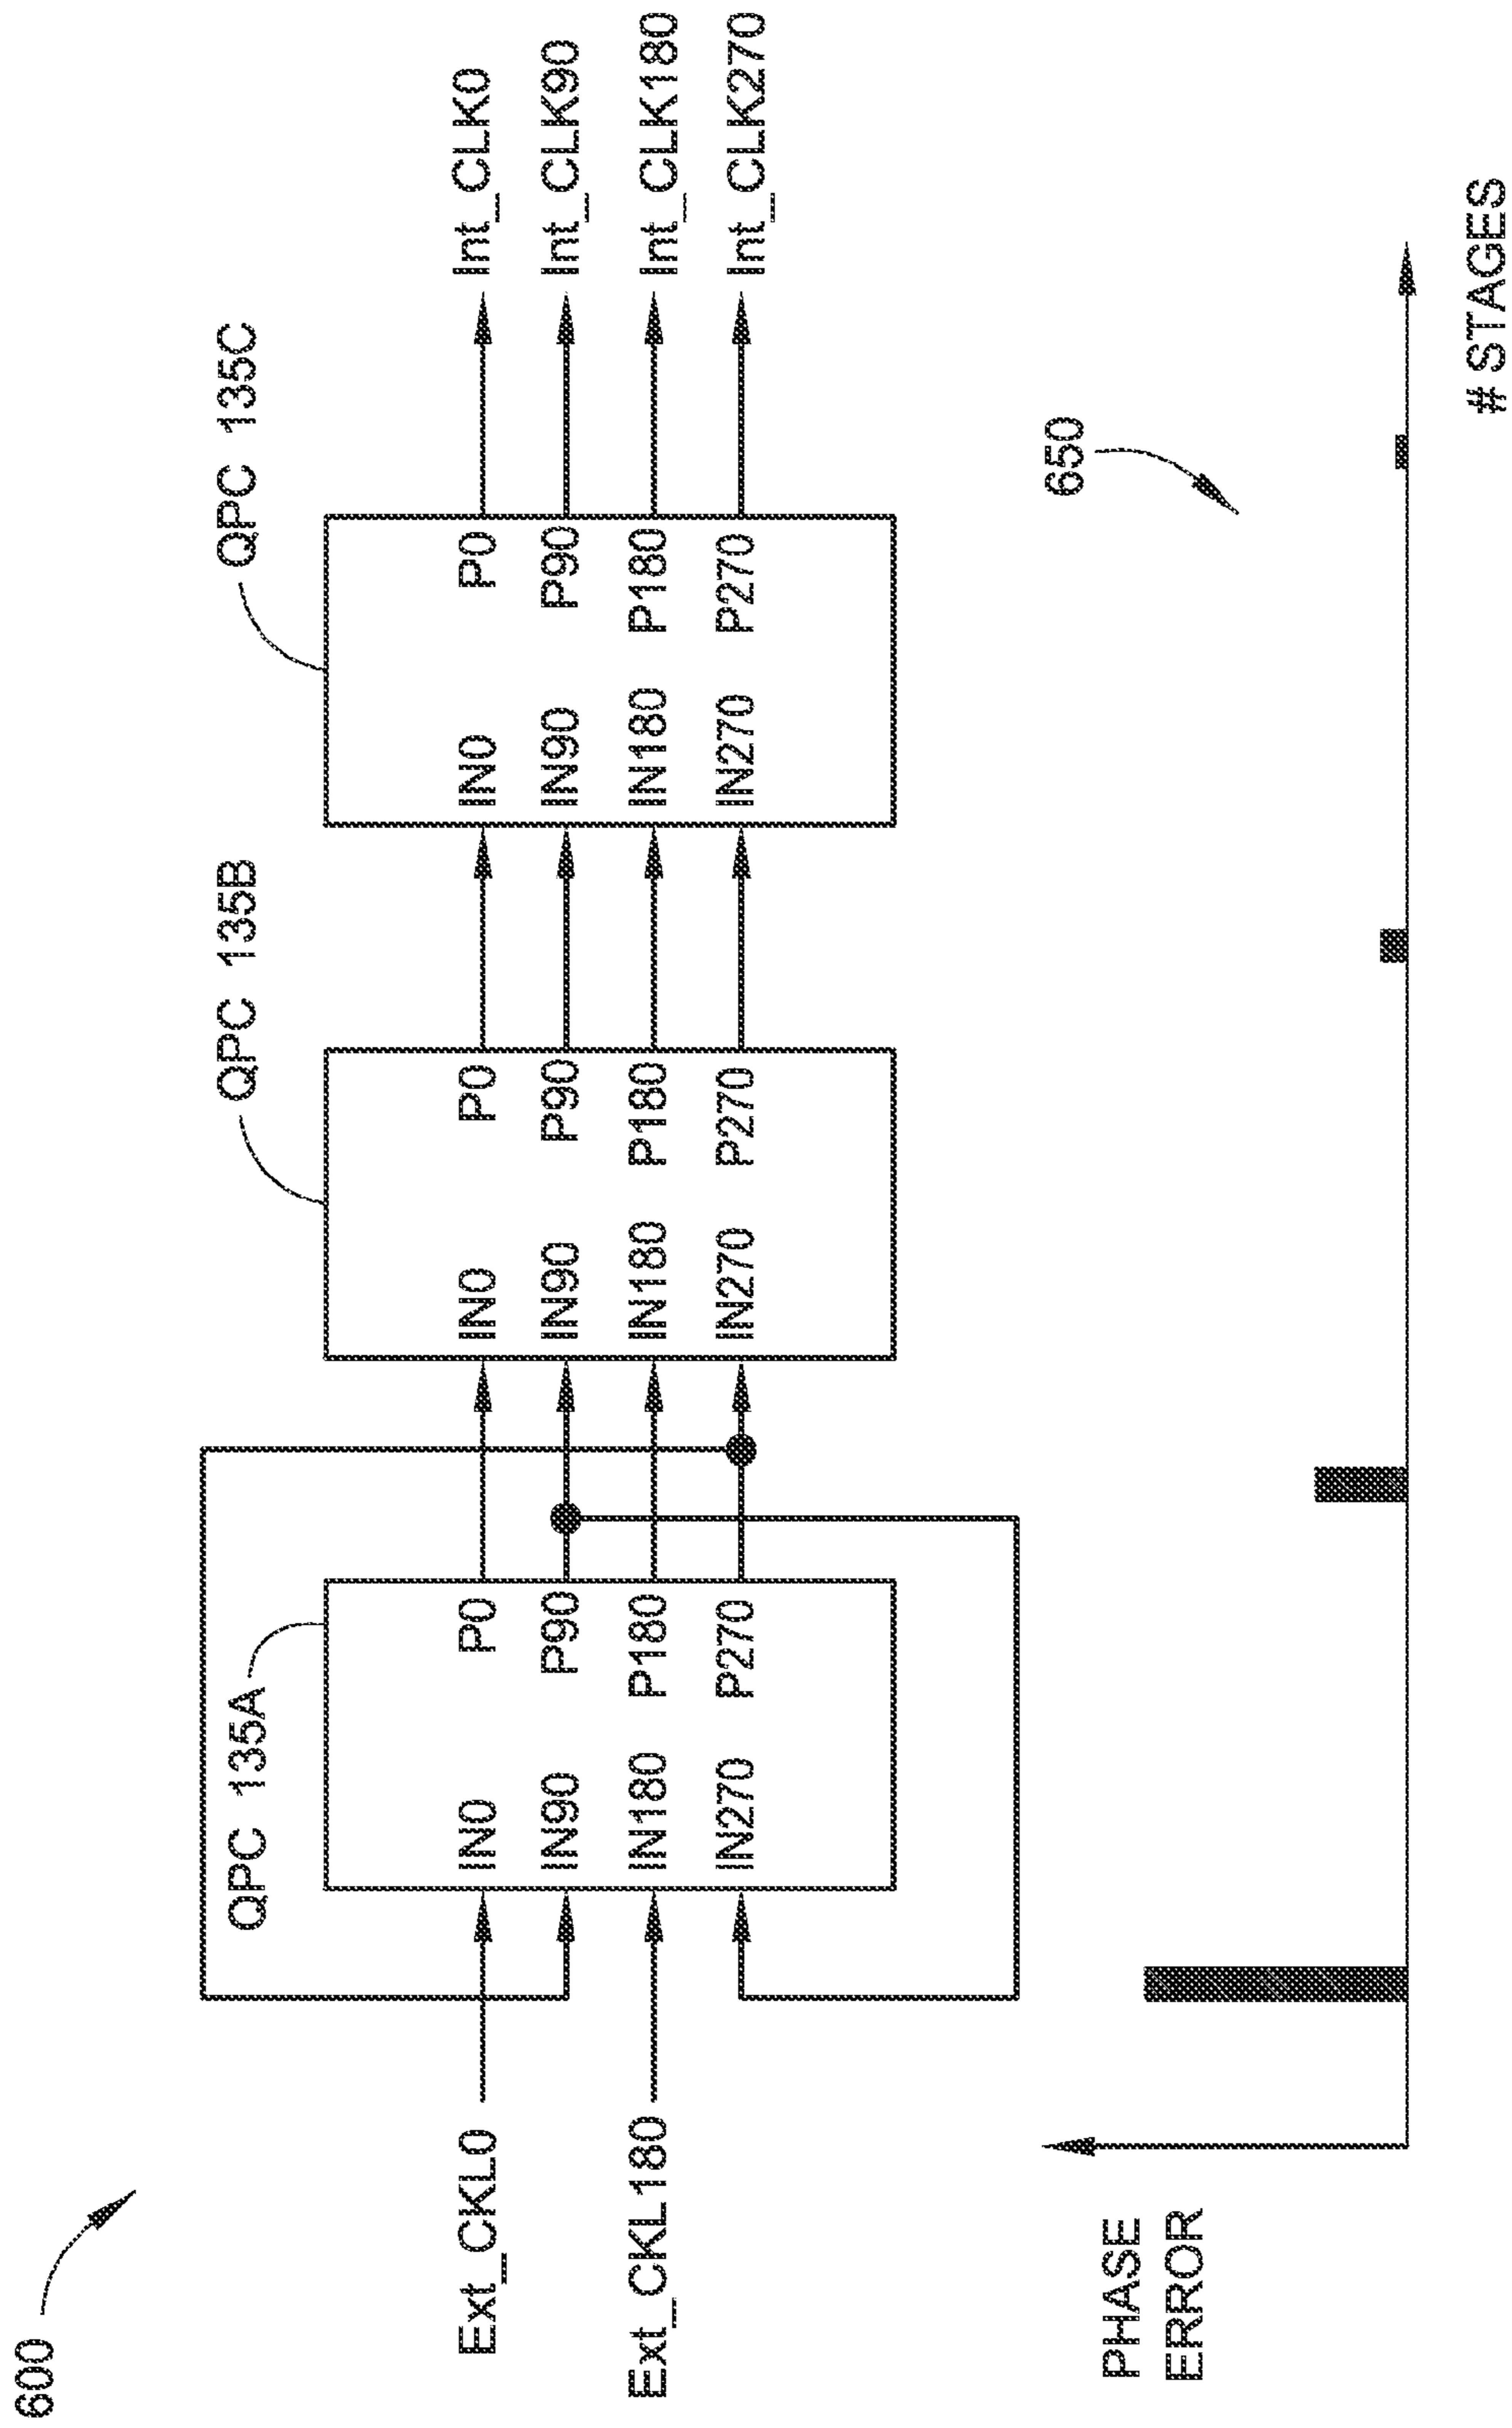 600
QPC 135A
QPC 135B
QPC 135C
Ext_CKL0
IN0
P0
IN0
P0
IN0
P0
Int_CLK0
IN90
P90
IN90
P90
IN90
P90
Int_CLK90
Ext_CKL180
IN180
P180
IN180
P180
IN180
P180
Int_CLK180
IN270
P270
IN270
P270
IN270
P270
Int_CLK270
650
PHASE
ERROR
# STAGES